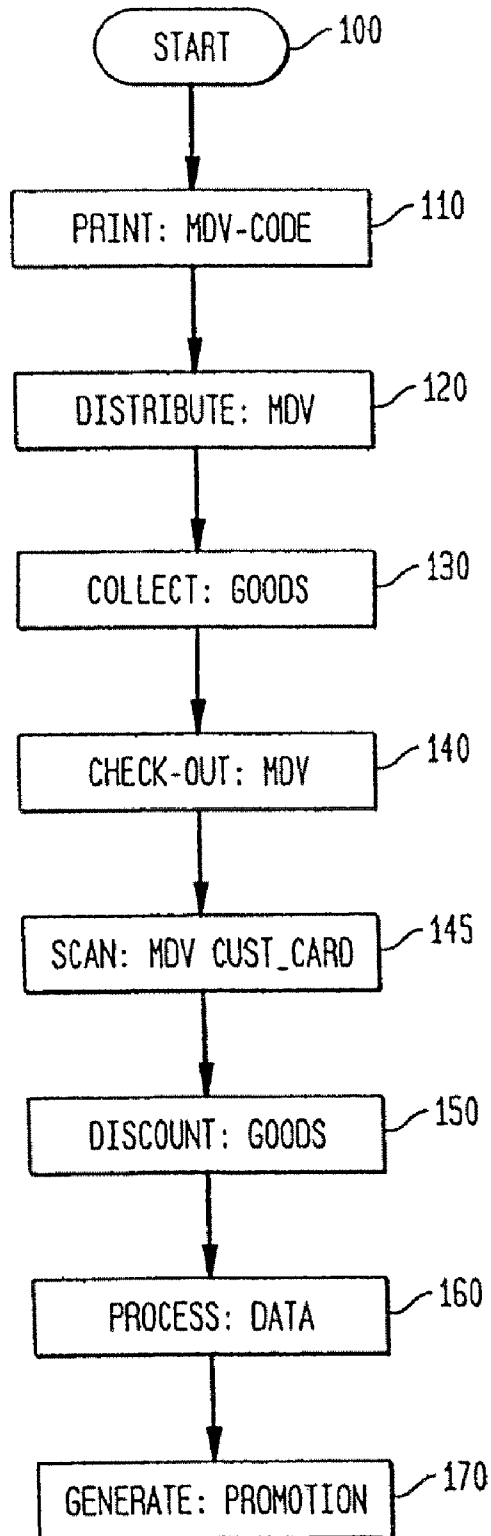 START 100
PRINT: MDV-CODE 110
DISTRIBUTE: MDV 120
COLLECT: GOODS 130
CHECK-OUT: MDV 140
SCAN: MDV CUST_CARD 145
DISCOUNT: GOODS 150
PROCESS: DATA 160
GENERATE: PROMOTION 170